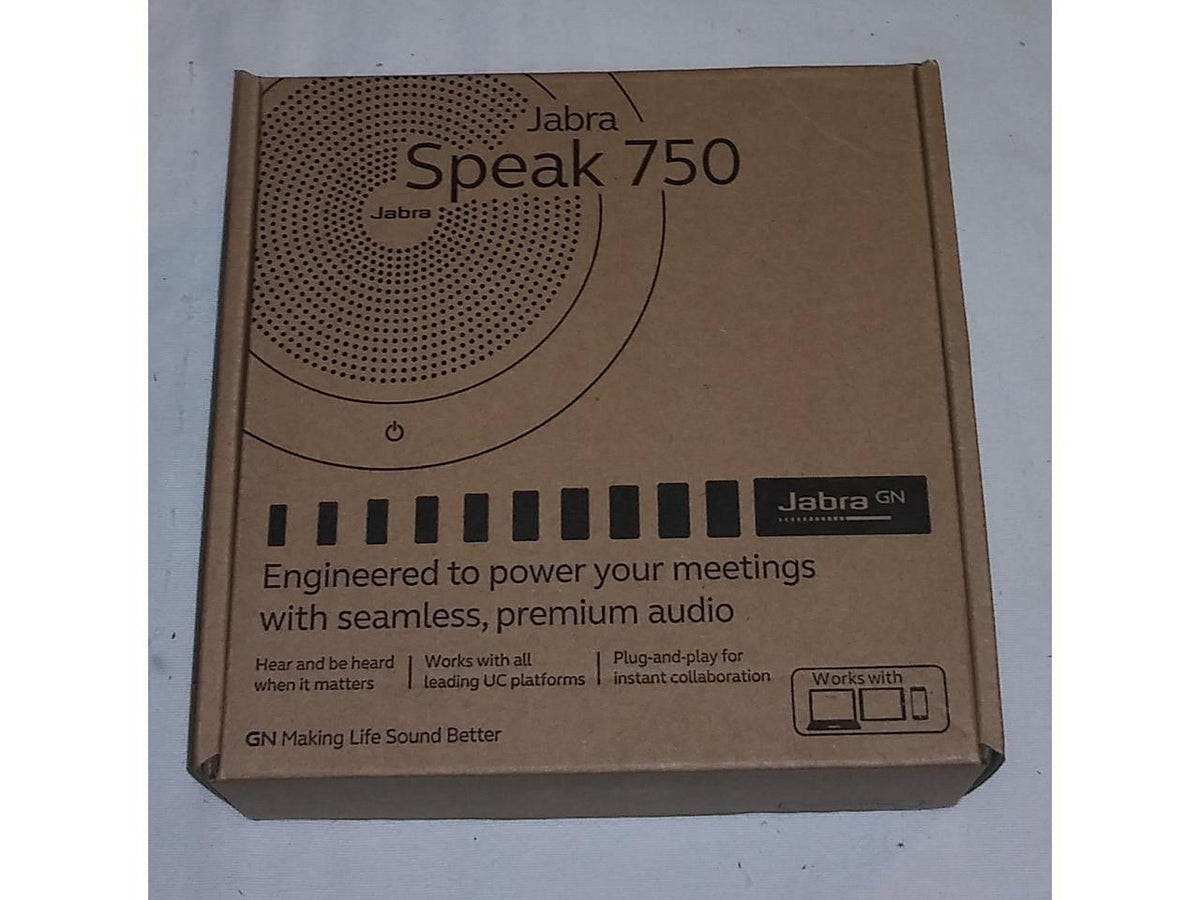 Jabra
Speak 750
Jabra
Jabra GN
Engineered to power your meetings
with seamless, premium audio
Hear and be heard
when it matters
Works with all
leading UC platforms
Plug-and-play for
instant collaboration
Works with
GN Making Life Sound Better